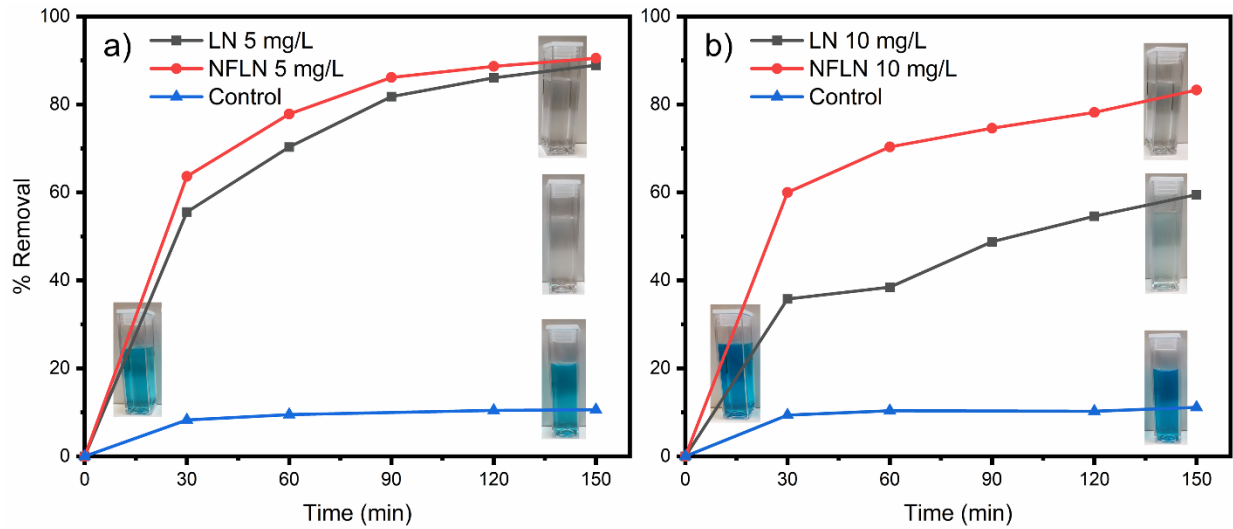 a)
LN 5 mg/L
NFLN 5 mg/L
Control
% Removal
100
80
60
40
20
0
0 30 60 90 120 150
Time (min)
b)
LN 10 mg/L
NFLN 10 mg/L
Control
100
80
60
40
20
0
0 30 60 90 120 150
Time (min)